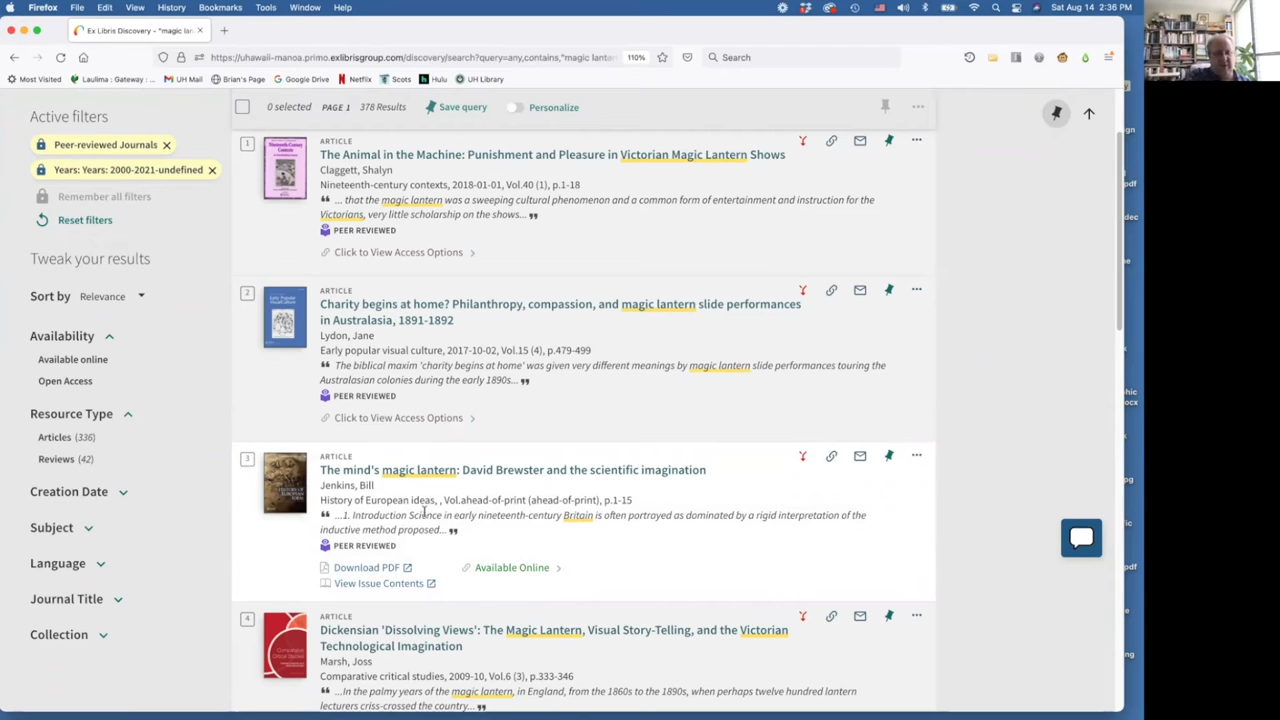 Firefox File Edit View History Bookmarks Tools Window Help Sat Aug 14 2:36 PM
Ex Libris Discovery - "magic lan
https://uhawaii-manoa.primo.exlibrisgroup.com/discovery/search?query=any,contains,"magic lantern 110% Search
Most Visited Laulima : Gateway :... UH Mail Brian's Page Google Drive Netflix Scots Hulu UH Library
0 selected PAGE 1 378 Results Save query Personalize
Active filters
Peer-reviewed Journals
Years: Years: 2000-2021-undefined
Remember all filters
Reset filters
Tweak your results
Sort by Relevance
Availability
Available online
Open Access
Resource Type
Articles (336)
Reviews (42)
Creation Date
Subject
Language
Journal Title
Collection
1
ARTICLE
The Animal in the Machine: Punishment and Pleasure in Victorian Magic Lantern Shows
Claggett, Shalyn
Nineteenth-century contexts, 2018-01-01, Vol.40 (1), p.1-18
❝ ... that the magic lantern was a sweeping cultural phenomenon and a common form of entertainment and instruction for the
Victorians, very little scholarship on the shows... ❞
PEER REVIEWED
Click to View Access Options
2
ARTICLE
Charity begins at home? Philanthropy, compassion, and magic lantern slide performances
in Australasia, 1891-1892
Lydon, Jane
Early popular visual culture, 2017-10-02, Vol.15 (4), p.479-499
❝ The biblical maxim 'charity begins at home' was given very different meanings by magic lantern slide performances touring the
Australasian colonies during the early 1890s... ❞
PEER REVIEWED
Click to View Access Options
3
ARTICLE
The mind's magic lantern: David Brewster and the scientific imagination
Jenkins, Bill
History of European ideas, , Vol.ahead-of-print (ahead-of-print), p.1-15
❝ ...1. Introduction Science in early nineteenth-century Britain is often portrayed as dominated by a rigid interpretation of the
inductive method proposed... ❞
PEER REVIEWED
Download PDF Available Online
View Issue Contents
4
ARTICLE
Dickensian 'Dissolving Views': The Magic Lantern, Visual Story-Telling, and the Victorian
Technological Imagination
Marsh, Joss
Comparative critical studies, 2009-10, Vol.6 (3), p.333-346
❝ ...In the palmy years of the magic lantern, in England, from the 1860s to the 1890s, when perhaps twelve hundred lantern
lecturers criss-crossed the country... ❞